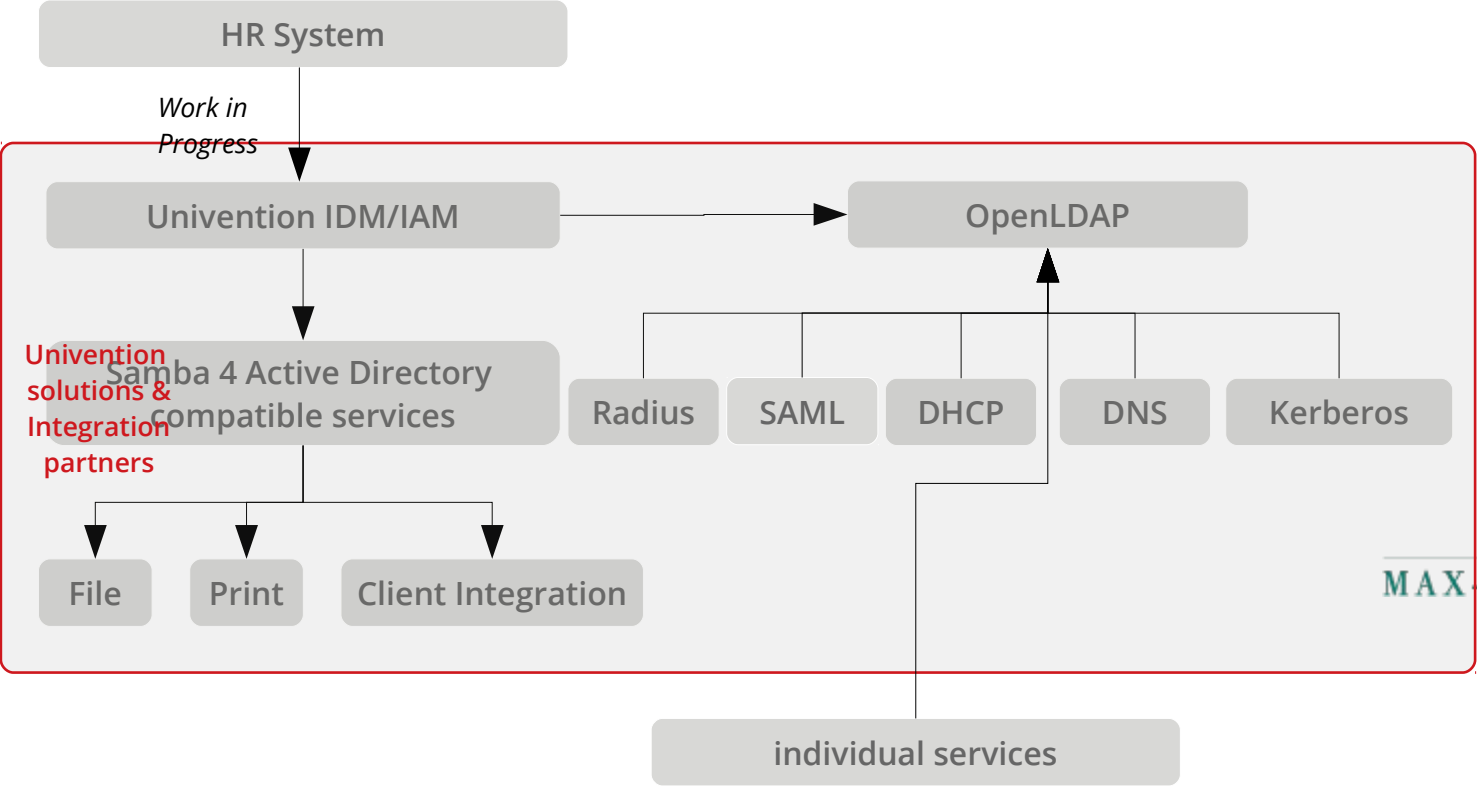 HR System
Work in
Progress
Univention IDM/IAM
OpenLDAP
Univention
solutions &
Integration
partners
Samba 4 Active Directory
compatible services
Radius
SAML
DHCP
DNS
Kerberos
File
Print
Client Integration
MAX
individual services